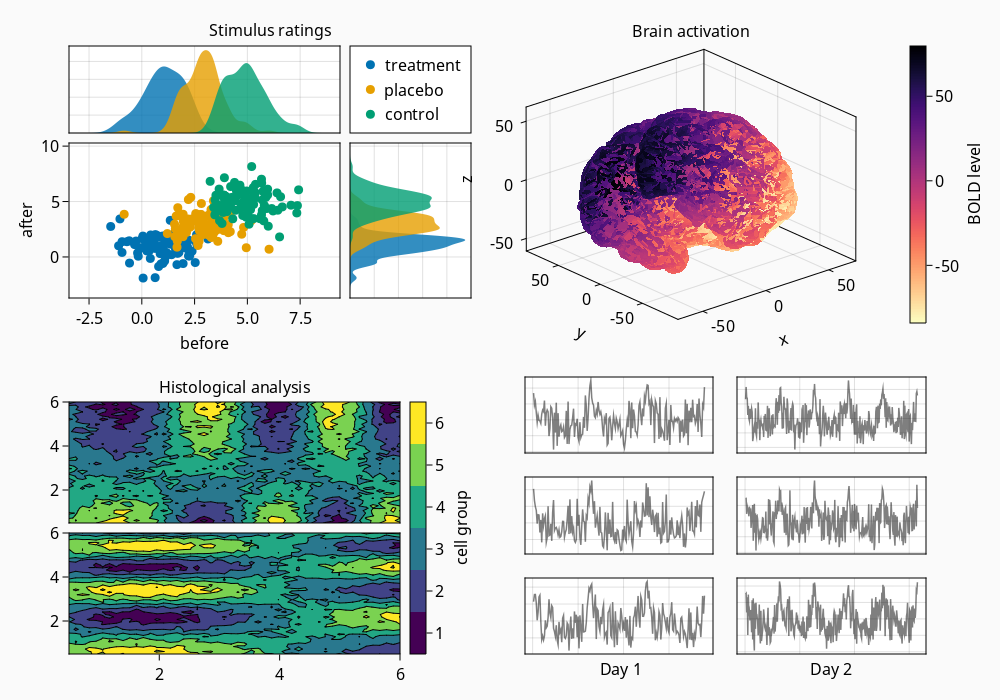 Stimulus ratings
treatment
placebo
control
10
5
0
after
-2.5 0.0 2.5 5.0 7.5
before
Brain activation
50
0
-50
z
50
0
-50
y
-50
0
50
x
50
0
-50
BOLD level
Histological analysis
6
4
2
6
4
2
2 4 6
6
5
4
3
2
1
cell group
Day 1
Day 2